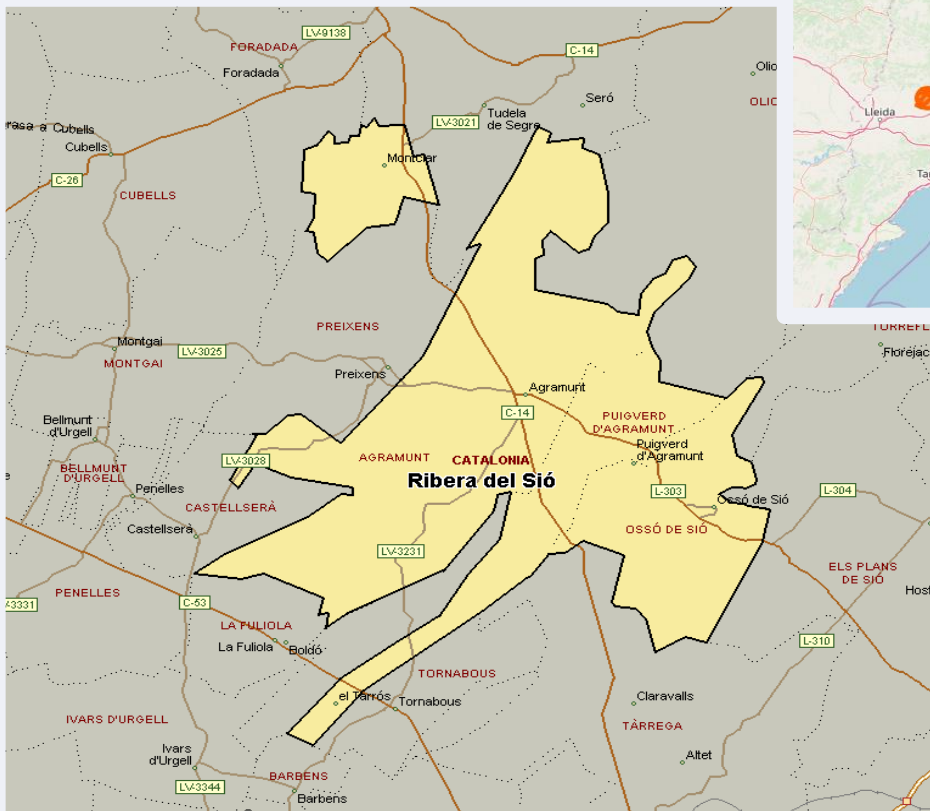 LV-9138
FORADADA
Foradada
C-14
Olio
Seró
OLIO
Tudela
de Segre
LV-3021
rasa a Cubells
Cubells
C-26
CUBELLS
Montclar
Lleida
Ta
PREIXENS
TORREFL
Florejac
Montgai
LV-3025
MONTGAI
Preixens
Agramunt
C-14
PUIGVERD
D'AGRAMUNT
Puigverd
d'Agramunt
Bellmunt
d'Urgell
LV-3028
AGRAMUNT
CATALONIA
Ribera del Sió
BELLMUNT
D'URGELL
Penelles
L-303
L-304
Ossó de Sió
CASTELLSERÀ
Castellserà
OSSÓ DE SIÓ
LV-3231
ELS PLANS
DE SIÓ
Host
PENELLES
-3331
C-53
LA FULIOLA
La Fuliola
Boldó
L-310
TORNABOUS
el Tarrós
Tornabous
Claravalls
IVARS D'URGELL
TÀRREGA
Ivars
d'Urgell
Altet
BARBENS
LV-3344
Barbens